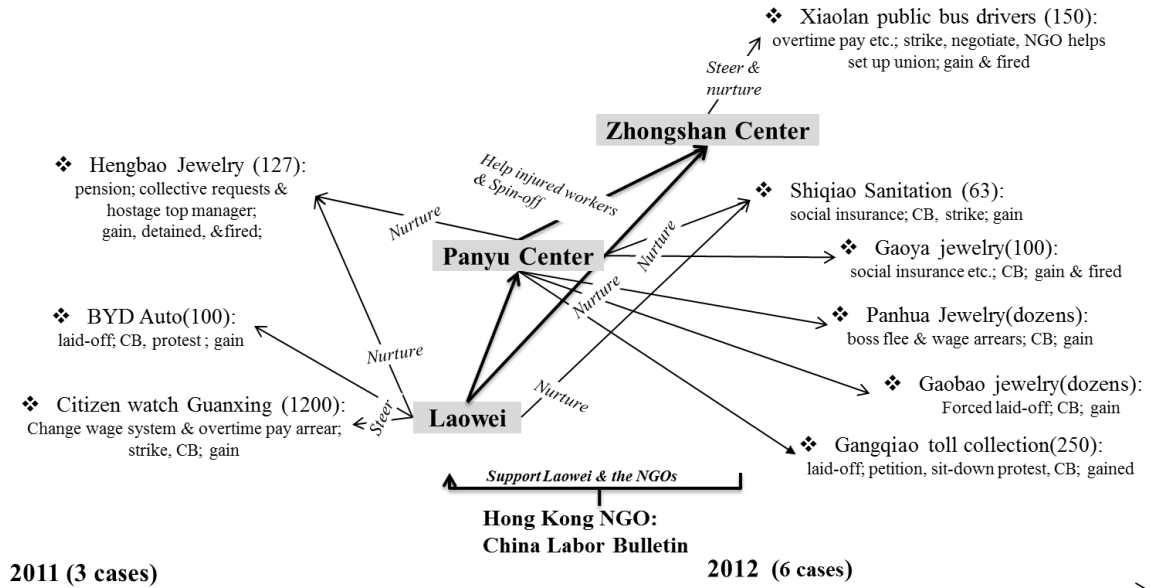 ❖ Xiaolan public bus drivers (150):
overtime pay etc.; strike, negotiate, NGO helps
set up union; gain & fired
Steer &
nurture
Zhongshan Center
❖ Hengbao Jewelry (127):
pension; collective requests &
hostage top manager;
gain, detained, &fired;
Help injured workers
& Spin-off
❖ Shiqiao Sanitation (63):
social insurance; CB, strike; gain
Nurture
Panyu Center
Nurture
❖ Gaoya jewelry(100):
social insurance etc.; CB; gain & fired
Nurture
❖ BYD Auto(100):
laid-off; CB, protest ; gain
❖ Panhua Jewelry(dozens):
boss flee & wage arrears; CB; gain
Nurture
Nurture
❖ Gaobao jewelry(dozens):
Forced laid-off; CB; gain
❖ Citizen watch Guanxing (1200):
Change wage system & overtime pay arrear;
strike, CB; gain
Steer
Laowei
❖ Gangqiao toll collection(250):
laid-off; petition, sit-down protest, CB; gained
Support Laowei & the NGOs
Hong Kong NGO:
China Labor Bulletin
2011 (3 cases)
2012 (6 cases)